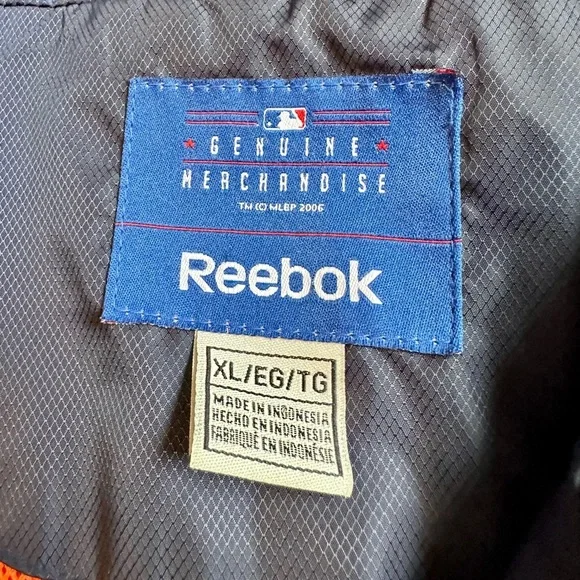 GENUINE
MERCHANDISE
TM (C) MLBP 2006
Reebok
XL/EG/TG
MADE IN INDONESIA
HECHO EN INDONESIA
FABRIQUÉ EN INDONÉSIE